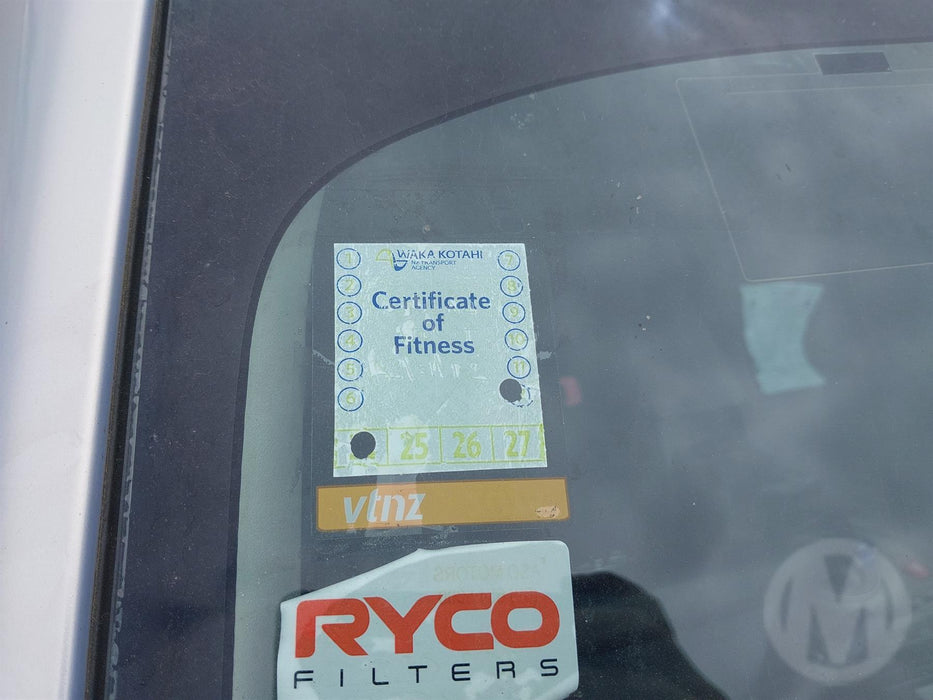 WAKA KOTAHI
NZ TRANSPORT
AGENCY
1 7
2 8
3 9
4 10
5 11
6
Certificate
of
Fitness
25 26 27
vtnz
RYCO
FILTERS
M